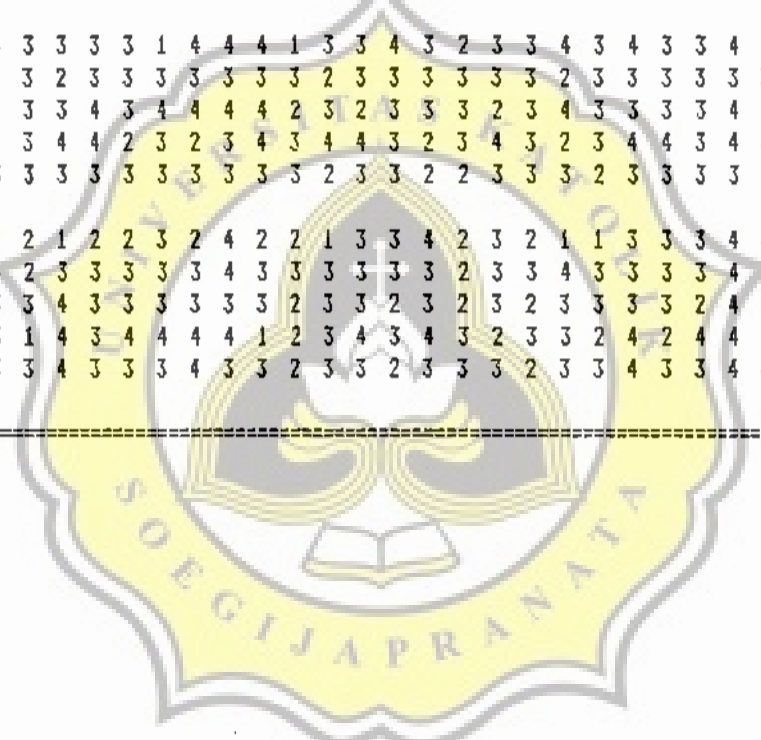 3 3 3 3 1 4 4 4 1 3 3 4 3 2 3 3 4 3 4 3 3 4
3 2 3 3 3 3 3 3 3 2 3 3 3 3 3 3 2 3 3 3 3 3
3 3 4 3 4 4 4 4 2 3 2 3 3 3 2 3 4 3 3 3 3 4
3 4 4 2 3 2 3 4 3 4 4 3 2 3 4 3 2 3 4 4 3 4
3 3 3 3 3 3 3 3 3 2 3 3 2 2 3 3 3 2 3 3 3 3
2 1 2 2 3 2 4 2 2 1 3 3 4 2 3 2 1 1 3 3 3 4
2 3 3 3 3 3 4 3 3 3 3 3 3 2 3 3 4 3 3 3 3 4
3 4 3 3 3 3 3 3 2 3 3 2 3 2 3 2 3 3 3 3 2 4
1 4 3 4 4 4 4 1 2 3 4 3 4 3 2 3 3 2 4 2 4 4
3 4 3 3 3 4 3 3 2 3 3 2 3 3 3 2 3 3 4 3 3 4
UNIVERSITAS KATOLIK
SOEGIJAPRANATA